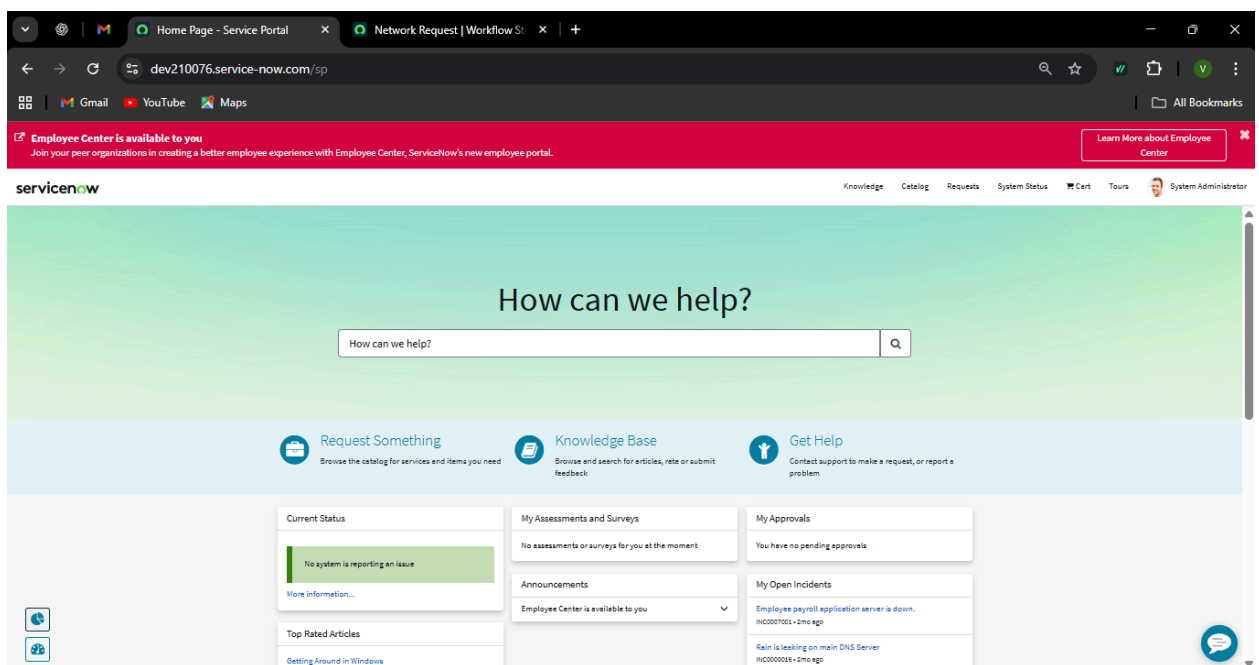 Home Page - Service Portal
Network Request | Workflow St
dev210076.service-now.com/sp
Gmail
YouTube
Maps
All Bookmarks
Employee Center is available to you
Join your peer organizations in creating a better employee experience with Employee Center, ServiceNow's new employee portal.
Learn More about Employee
Center
servicenow
Knowledge
Catalog
Requests
System Status
Cart
Tours
System Administrator
How can we help?
How can we help?
Request Something
Browse the catalog for services and items you need
Knowledge Base
Browse and search for articles, rate or submit
feedback
Get Help
Contact support to make a request, or report a
problem
Current Status
No system is reporting an issue
More information...
Top Rated Articles
Getting Around in Windows
My Assessments and Surveys
No assessments or surveys for you at the moment
Announcements
Employee Center is available to you
My Approvals
You have no pending approvals
My Open Incidents
Employee payroll application server is down.
INC0007001 • 2mo ago
Rain is leaking on main DNS Server
INC0000016 • 2mo ago